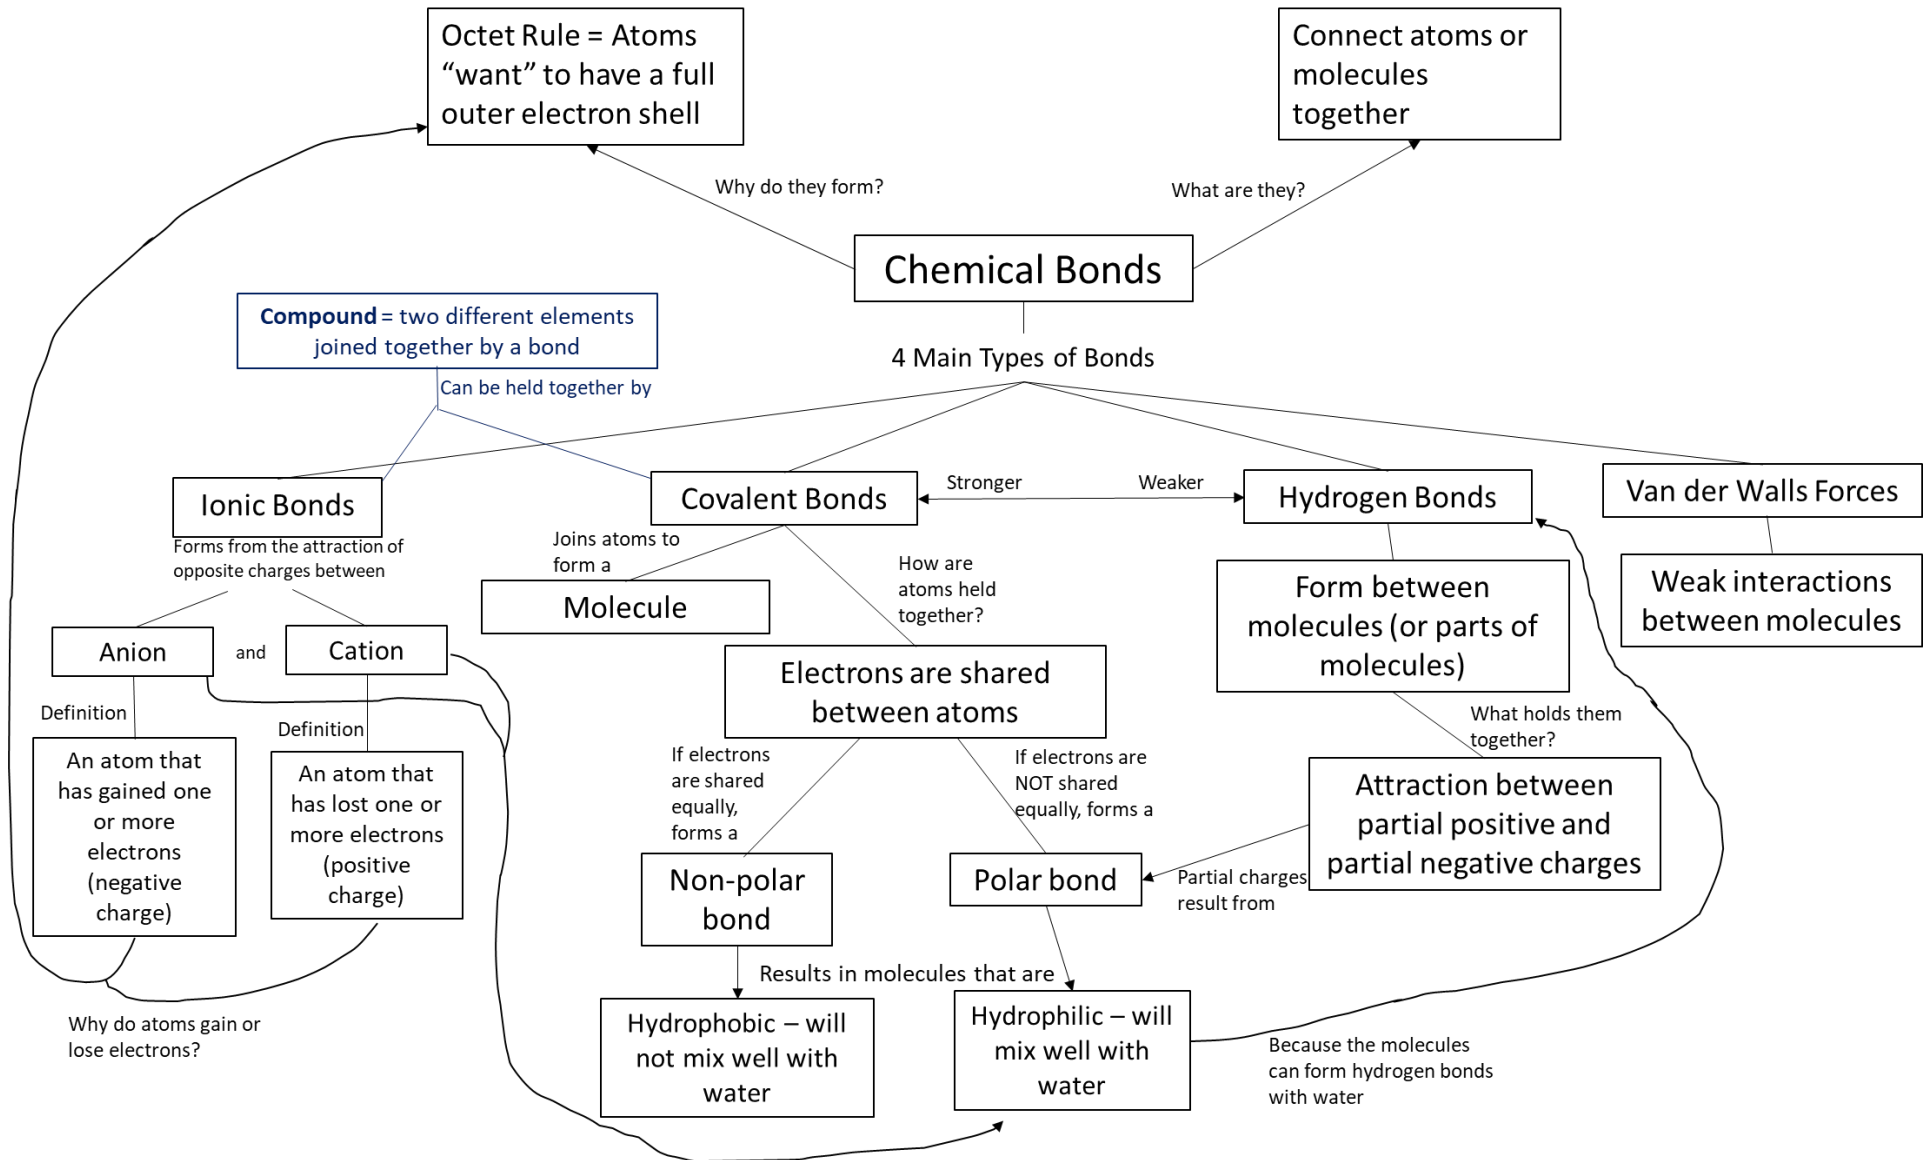 Octet Rule = Atoms
“want” to have a full
outer electron shell
Connect atoms or
molecules
together
Why do they form?
What are they?
Chemical Bonds
Compound = two different elements
joined together by a bond
4 Main Types of Bonds
Can be held together by
Ionic Bonds
Covalent Bonds
Stronger
Weaker
Hydrogen Bonds
Van der Walls Forces
Forms from the attraction of
opposite charges between
Joins atoms to
form a
Molecule
How are
atoms held
together?
Form between
molecules (or parts of
molecules)
Weak interactions
between molecules
Anion
and
Cation
Electrons are shared
between atoms
Definition
Definition
What holds them
together?
An atom that
has gained one
or more
electrons
(negative
charge)
An atom that
has lost one or
more electrons
(positive
charge)
If electrons
are shared
equally,
forms a
If electrons are
NOT shared
equally, forms a
Attraction between
partial positive and
partial negative charges
Non-polar
bond
Polar bond
Partial charges
result from
Results in molecules that are
Why do atoms gain or
lose electrons?
Hydrophobic – will
not mix well with
water
Hydrophilic – will
mix well with
water
Because the molecules
can form hydrogen bonds
with water